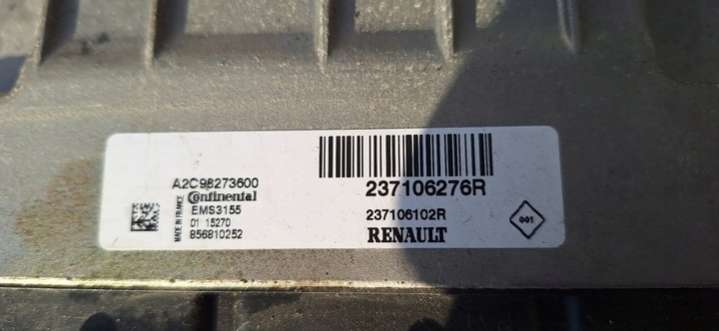 A2C98273600
Continental
EMS3155
01 15270
856810252
MADE IN FRANCE
237106276R
237106102R
RENAULT
001